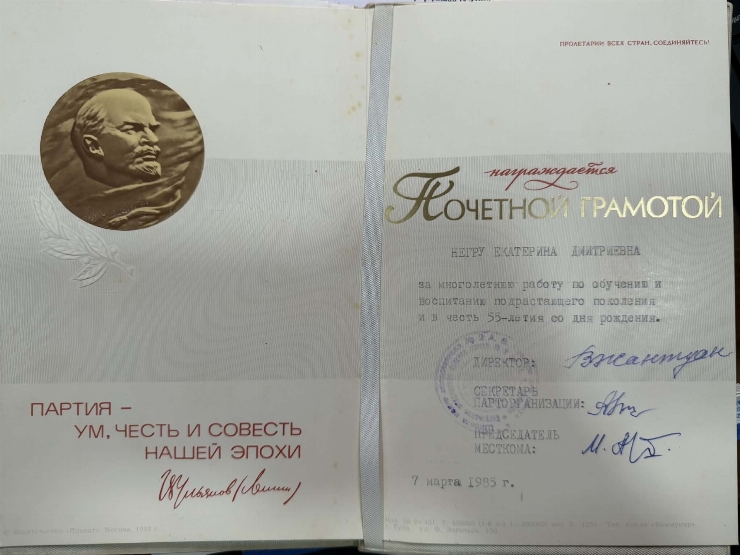 ПАРТИЯ –
УМ, ЧЕСТЬ И СОВЕСТЬ
НАШЕЙ ЭПОХИ
В Ульянов (Ленин)
ПРОЛЕТАРИИ ВСЕХ СТРАН, СОЕДИНЯЙТЕСЬ!
награждается
ПОЧЕТНОЙ ГРАМОТОЙ
НЕГРУ ЕКАТЕРИНА ДМИТРИЕВНА
за многолетнюю работу по обучению и
воспитанию подрастающего поколения
и в честь 55-летия со дня рождения.
ДИРЕКТОР:
СЕКРЕТАРЬ
ПАРТОРГАНИЗАЦИИ:
ПРЕДСЕДАТЕЛЬ
МЕСТКОМА:
7 марта 1985 г.